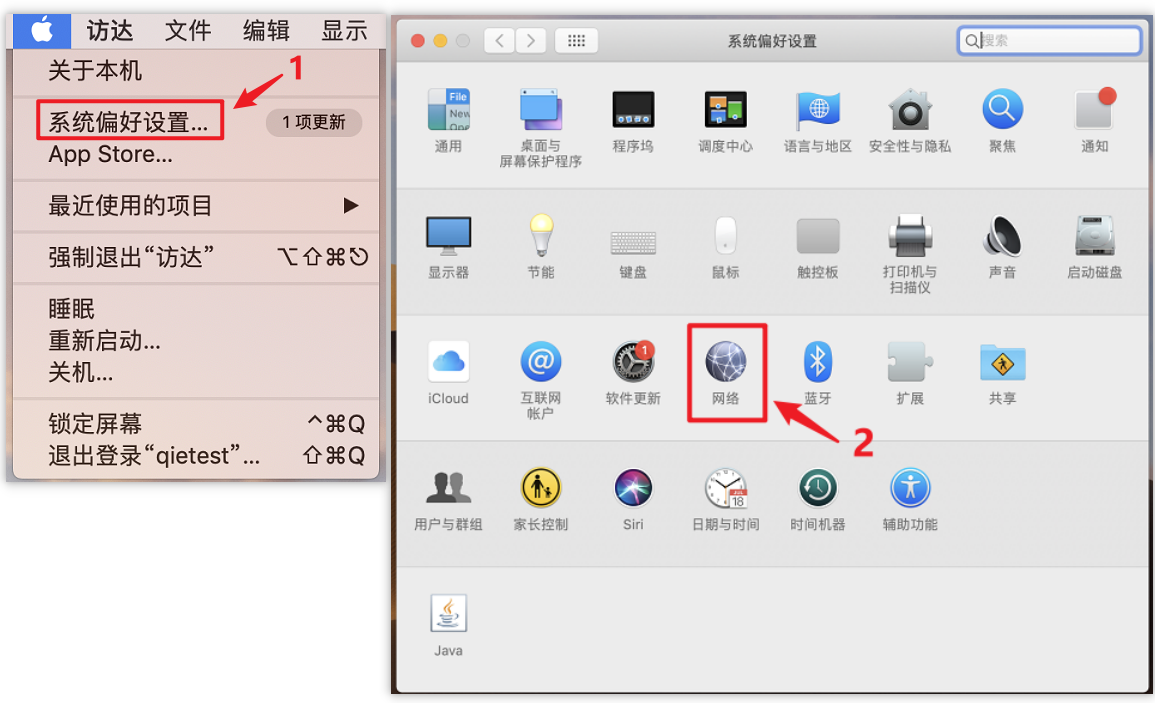 访达 文件 编辑 显示
关于本机
1
系统偏好设置...
1 项更新
App Store...
最近使用的项目
强制退出“访达” ⌥⇧⌘⎋
睡眠
重新启动...
关机...
锁定屏幕 ^⌘Q
退出登录“qietest”... ⇧⌘Q
系统偏好设置
搜索
File
New
Opr
通用
桌面与
屏幕保护程序
程序坞
调度中心
语言与地区
安全性与隐私
聚焦
通知
显示器
节能
键盘
鼠标
触控板
打印机与
扫描仪
声音
启动磁盘
iCloud
@
互联网
帐户
1
软件更新
网络
蓝牙
扩展
共享
2
用户与群组
家长控制
Siri
JUL
18
日期与时间
时间机器
辅助功能
Java